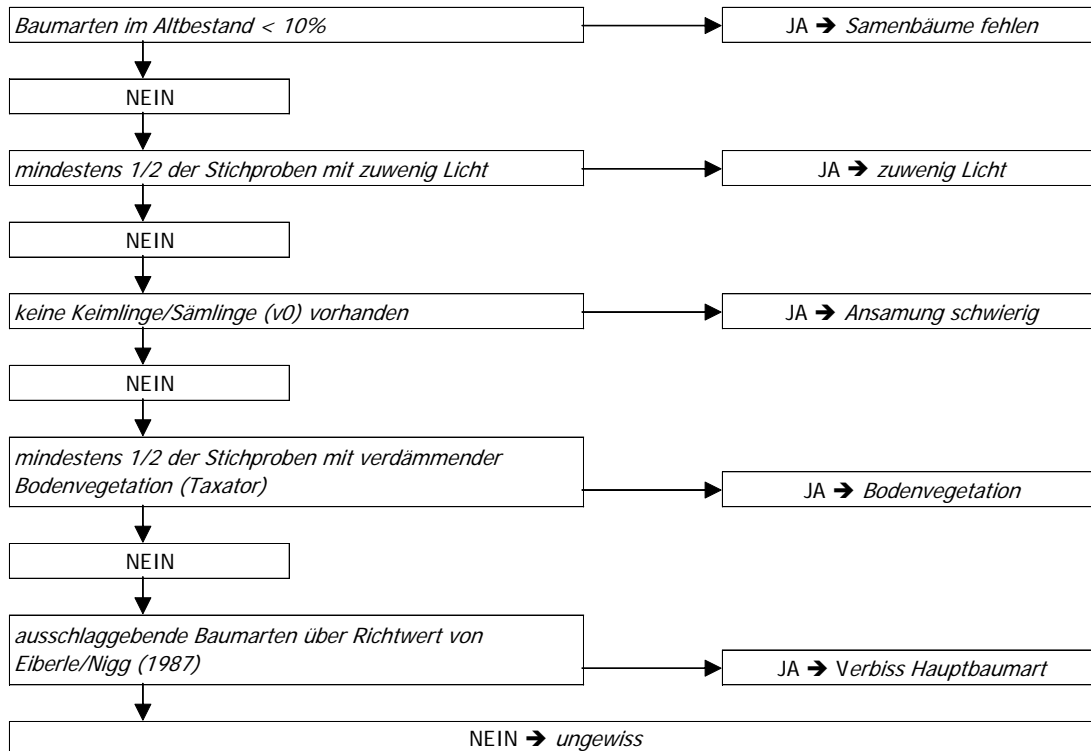 Baumarten im Altbestand < 10%
JA ➔ Samenbäume fehlen
NEIN
mindestens 1/2 der Stichproben mit zuwenig Licht
JA ➔ zuwenig Licht
NEIN
keine Keimlinge/Sämlinge (v0) vorhanden
JA ➔ Ansamung schwierig
NEIN
mindestens 1/2 der Stichproben mit verdämmender
Bodenvegetation (Taxator)
JA ➔ Bodenvegetation
NEIN
ausschlaggebende Baumarten über Richtwert von
Eiberle/Nigg (1987)
JA ➔ Verbiss Hauptbaumart
NEIN ➔ ungewiss